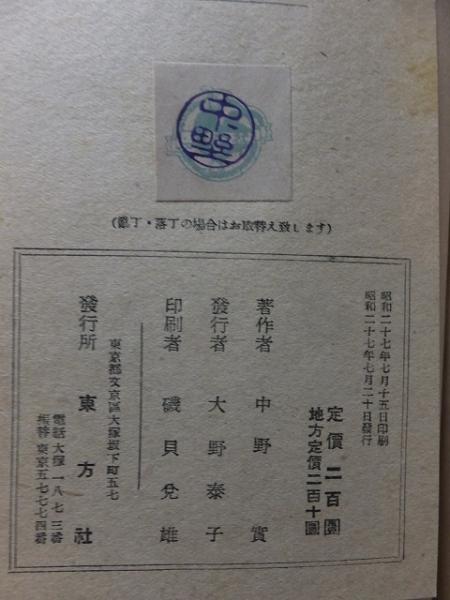 中野
(亂丁・落丁の場合はお取替え致します)
昭和二十七年七月十五日印刷
昭和二十七年七月二十日發行
定價 二百圓
地方定價二百十圓
著作者 中野實
發行者 大野泰子
印刷者 磯貝兌雄
東京都文京區大塚坂下町五七
發行所 東方社
電話大塚一八七三番
振替東京五七七七四番